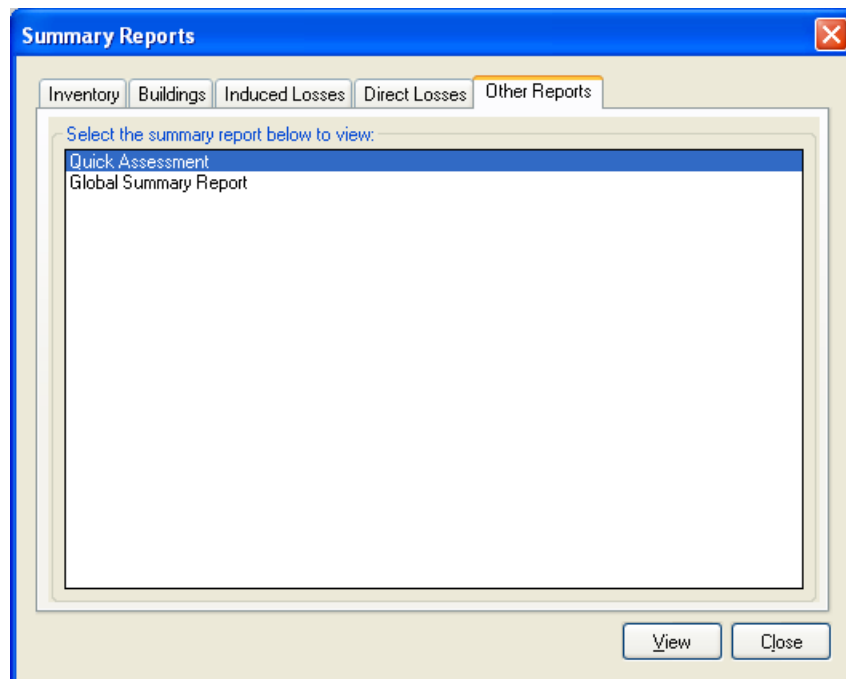 Summary Reports
Inventory Buildings Induced Losses Direct Losses Other Reports
Select the summary report below to view:
Quick Assessment
Global Summary Report
View Close